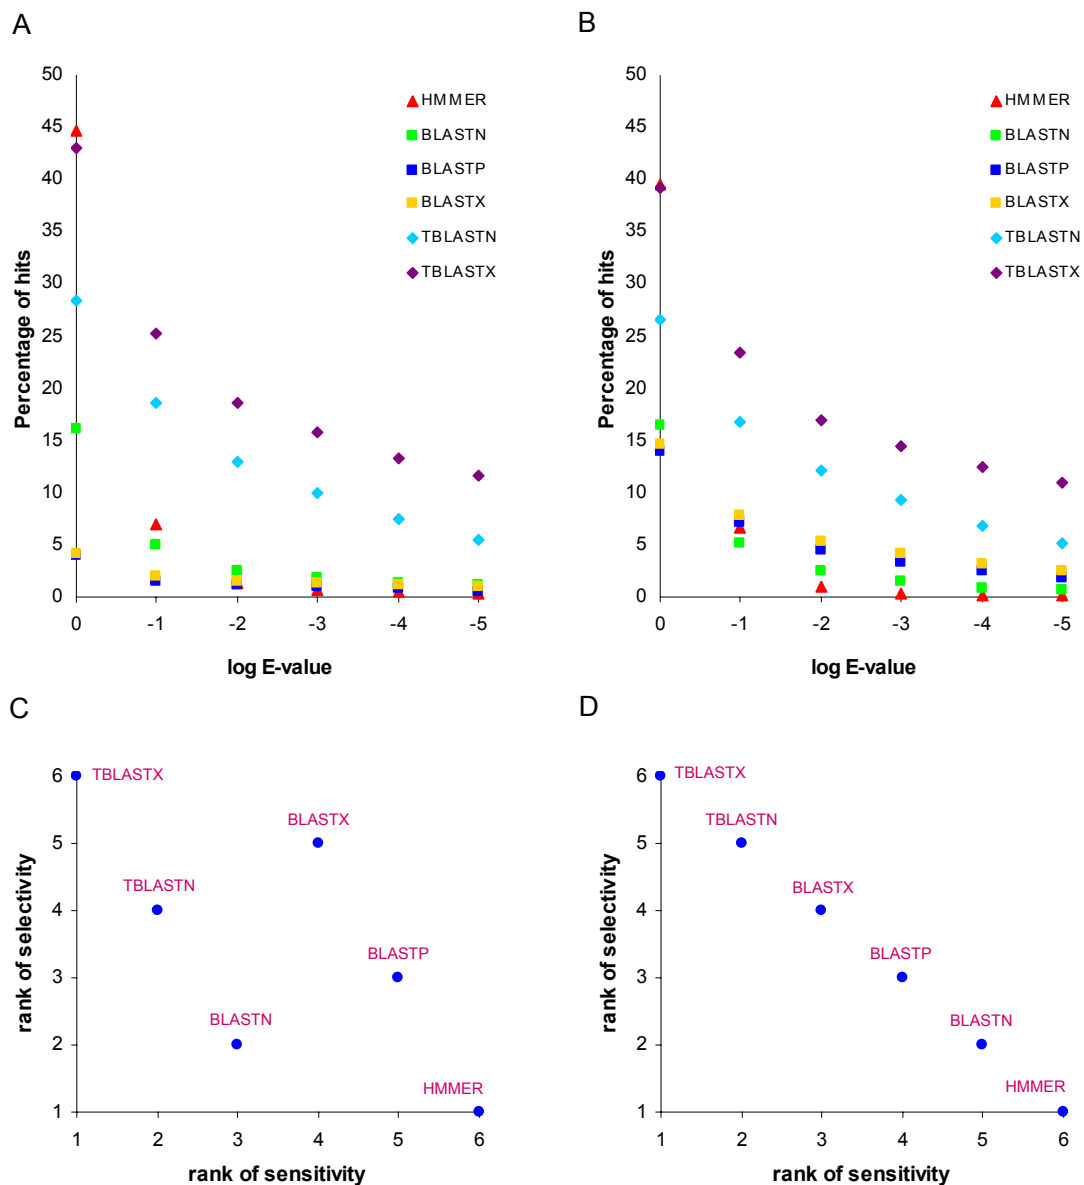 A
50
45
40
35
30
25
20
15
10
5
0
Percentage of hits
HMMER
BLASTN
BLASTP
BLASTX
TBLASTN
TBLASTX
0 -1 -2 -3 -4 -5
log E-value
B
50
45
40
35
30
25
20
15
10
5
0
Percentage of hits
HMMER
BLASTN
BLASTP
BLASTX
TBLASTN
TBLASTX
0 -1 -2 -3 -4 -5
log E-value
C
6
5
4
3
2
1
rank of selectivity
TBLASTX
BLASTX
TBLASTN
BLASTP
BLASTN
HMMER
1 2 3 4 5 6
rank of sensitivity
D
6
5
4
3
2
1
rank of selectivity
TBLASTX
TBLASTN
BLASTX
BLASTP
BLASTN
HMMER
1 2 3 4 5 6
rank of sensitivity